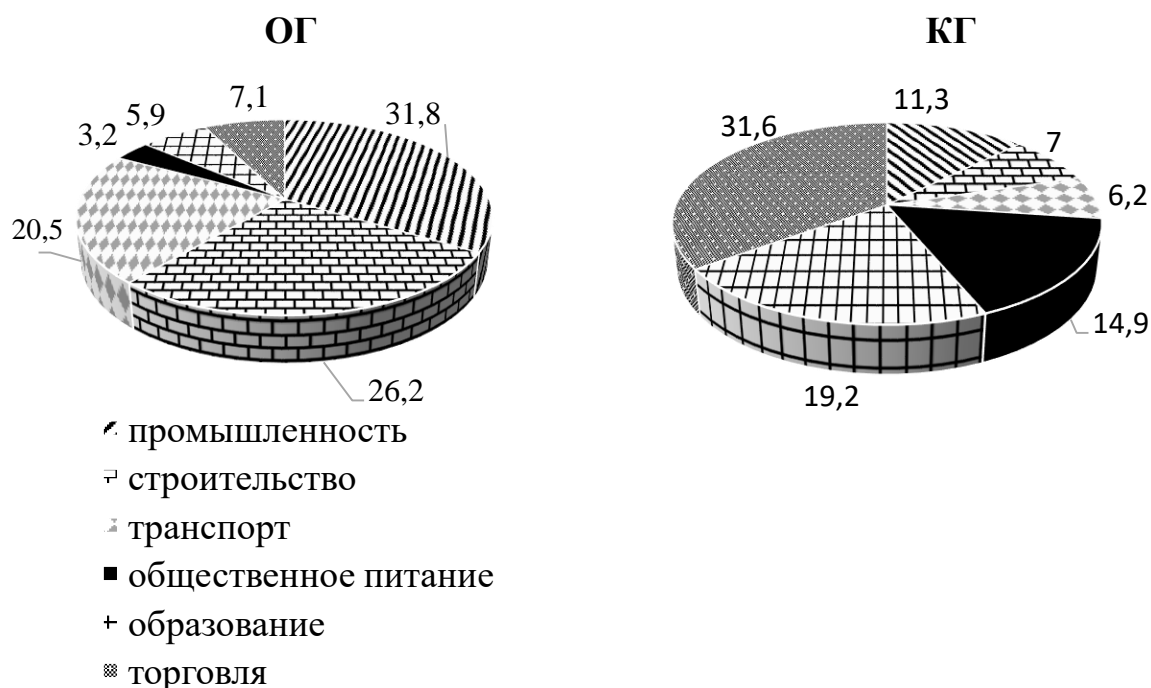 ОГ
КГ
7,1
31,8
5,9
3,2
20,5
26,2
11,3
31,6
7
6,2
14,9
19,2
промышленность
строительство
транспорт
общественное питание
образование
торговля